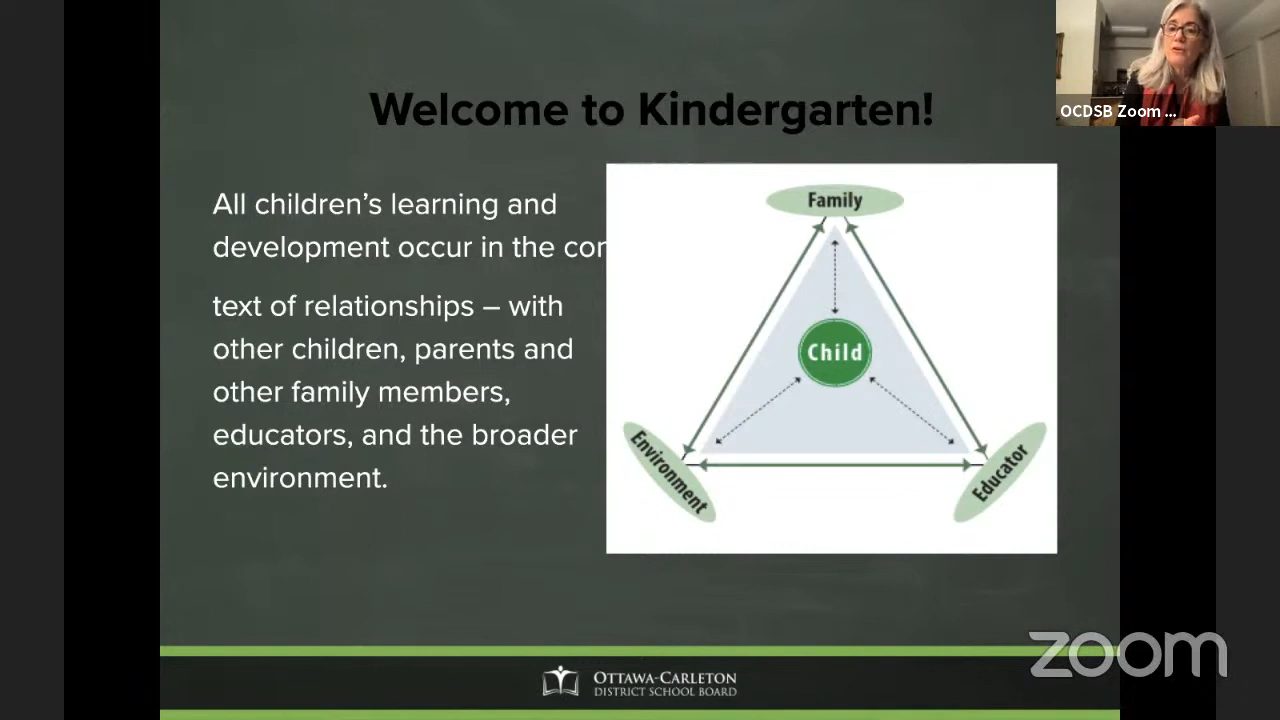 OCDSB Zoom ...
Welcome to Kindergarten!
All children’s learning and
development occur in the con
text of relationships – with
other children, parents and
other family members,
educators, and the broader
environment.
Family
Child
Environment
Educator
zoom
OTTAWA-CARLETON
DISTRICT SCHOOL BOARD